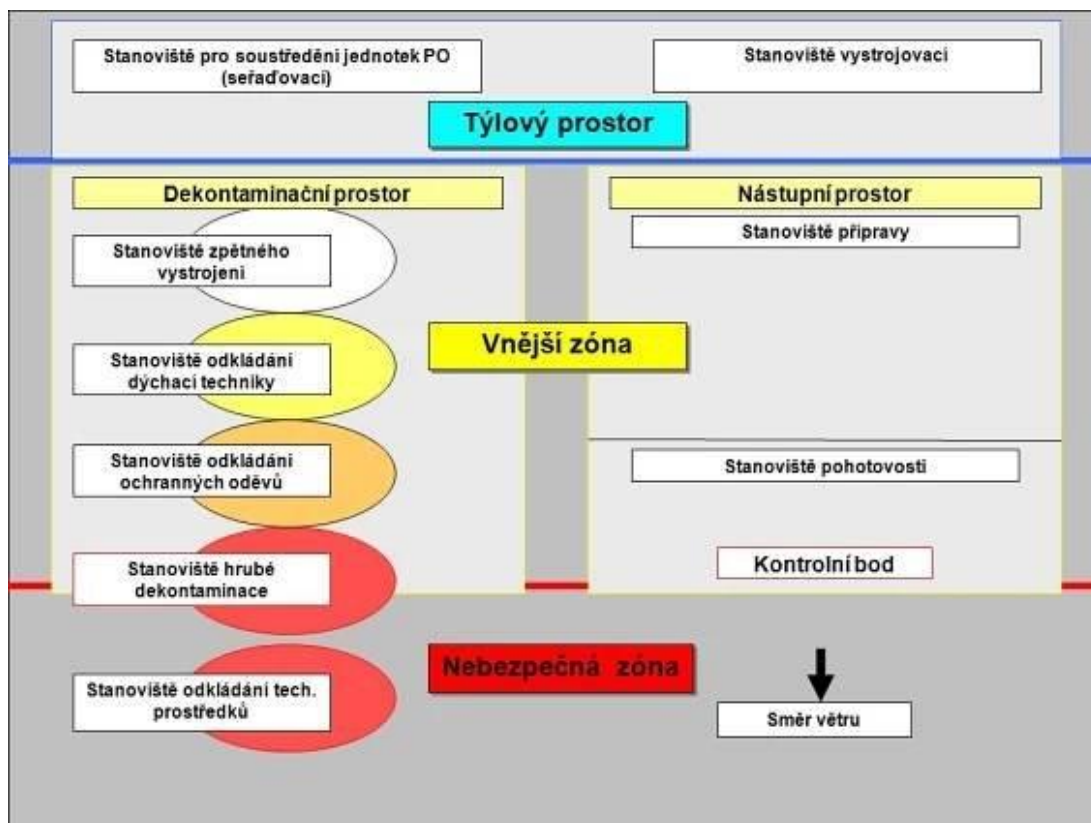 Stanoviště pro soustředění jednotek PO
(seřaďovací)
Stanoviště vystrojovací
Týlový prostor
Dekontaminační prostor
Nástupní prostor
Stanoviště zpětného
vystrojení
Stanoviště přípravy
Vnější zóna
Stanoviště odkládání
dýchací techniky
Stanoviště odkládání
ochranných oděvů
Stanoviště pohotovosti
Stanoviště hrubé
dekontaminace
Kontrolní bod
Nebezpečná zóna
Stanoviště odkládání tech.
prostředků
Směr větru